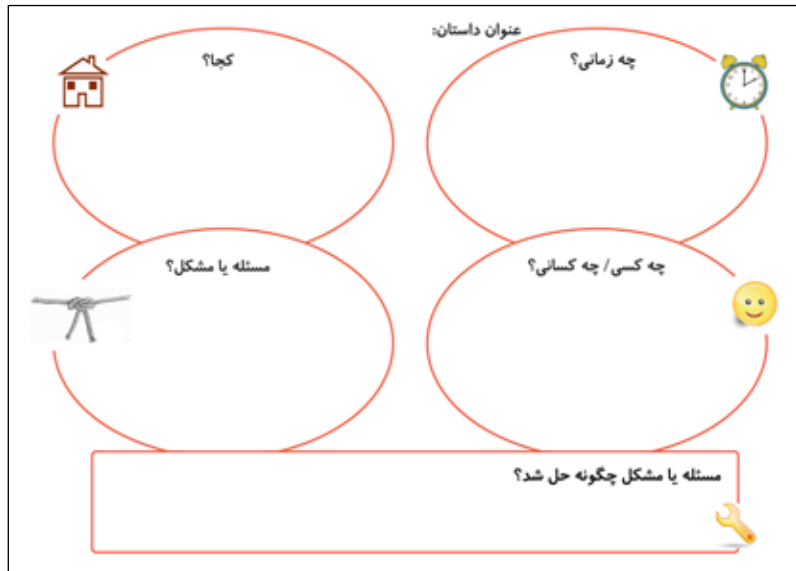 عنوان داستان:
چه زمانی؟
کجا؟
چه کسی/ چه کسانی؟
مسئله یا مشکل؟
مسئله یا مشکل چگونه حل شد؟